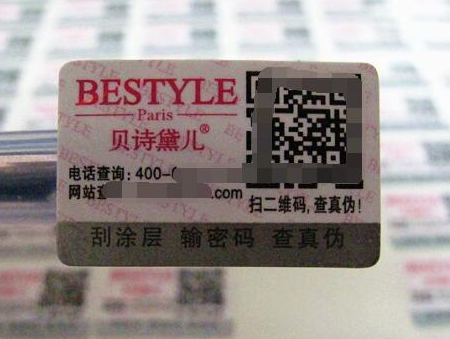 BESTYLE
Paris
贝诗黛儿®
电话查询: 400-
网站查 .com
扫二维码,查真伪!
刮涂层 输密码 查真伪